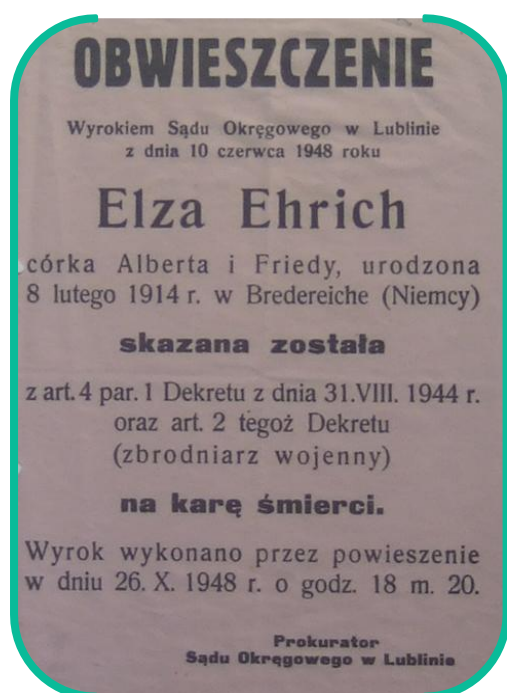 OBWIESZCZENIE
Wyrokiem Sądu Okręgowego w Lublinie
z dnia 10 czerwca 1948 roku
Elza Ehrich
córka Alberta i Friedy, urodzona
8 lutego 1914 r. w Bredereiche (Niemcy)
skazana została
z art. 4 par. 1 Dekretu z dnia 31. VIII. 1944 r.
oraz art. 2 tegoż Dekretu
(zbrodniarz wojenny)
na karę śmierci.
Wyrok wykonano przez powieszenie
w dniu 26. X. 1948 r. o godz. 18 m. 20.
Prokurator
Sądu Okręgowego w Lublinie